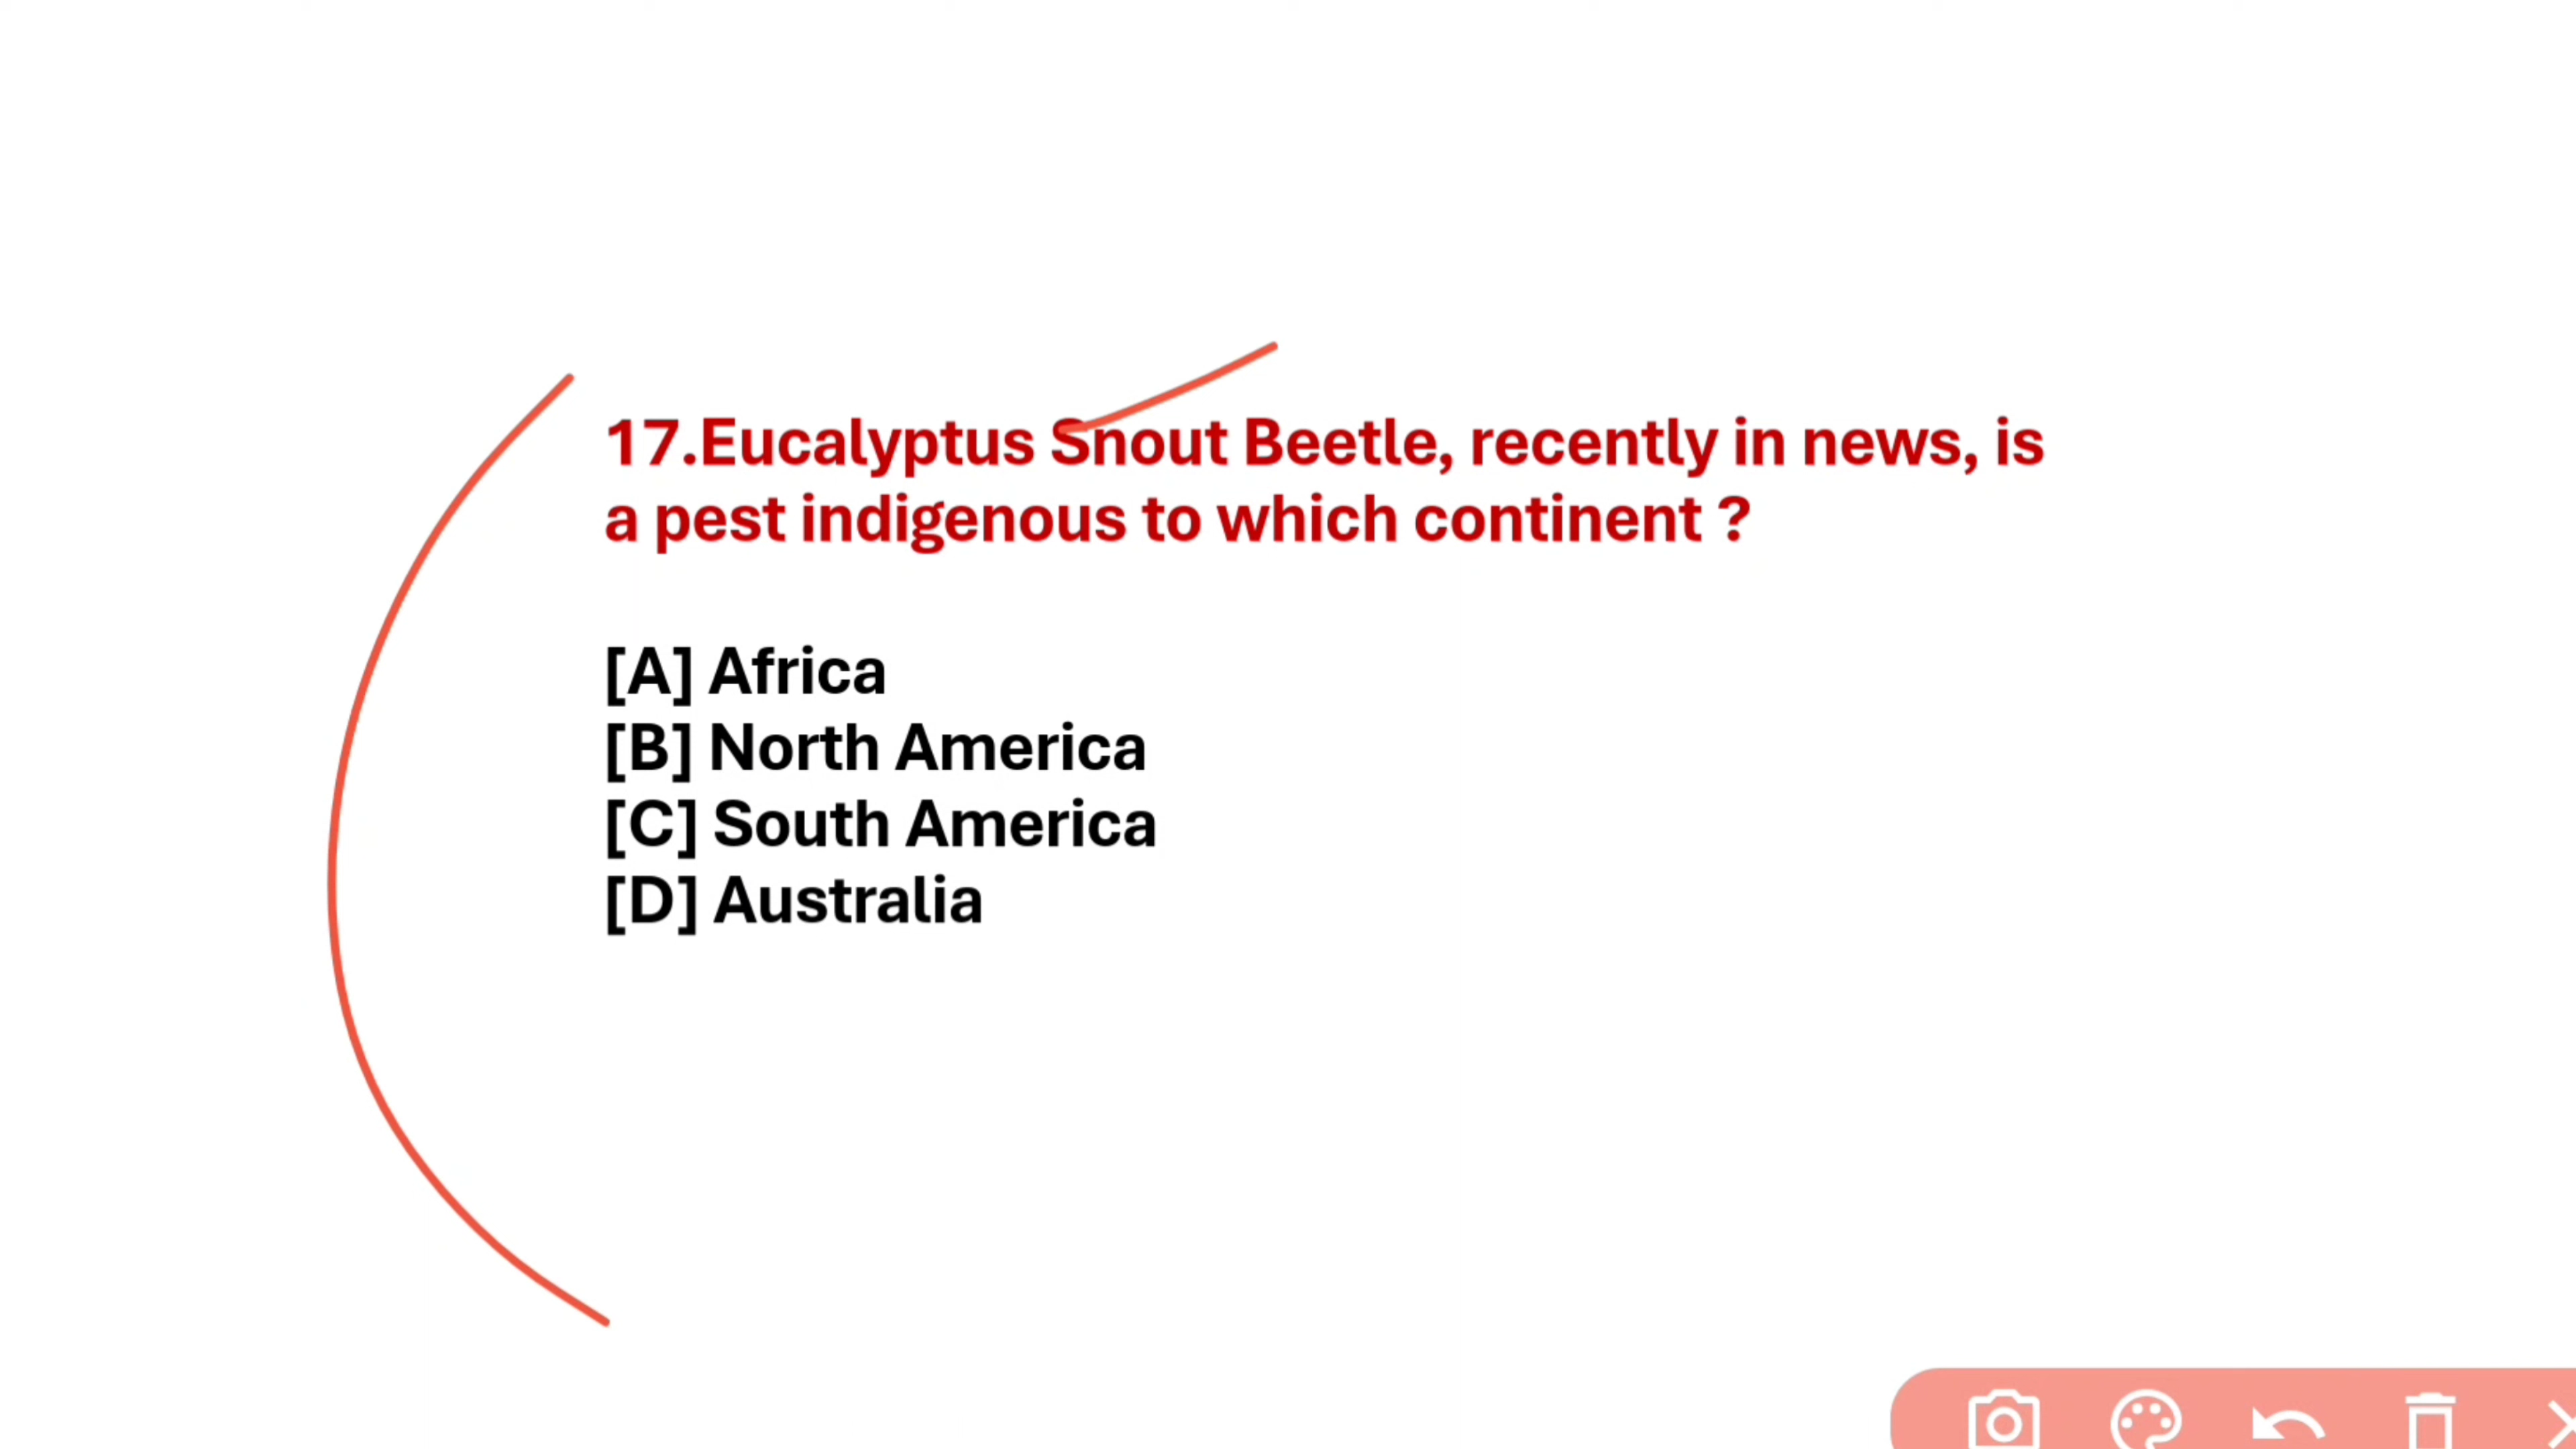 17.Eucalyptus Snout Beetle, recently in news, is
a pest indigenous to which continent ?
[A] Africa
[B] North America
[C] South America
[D] Australia